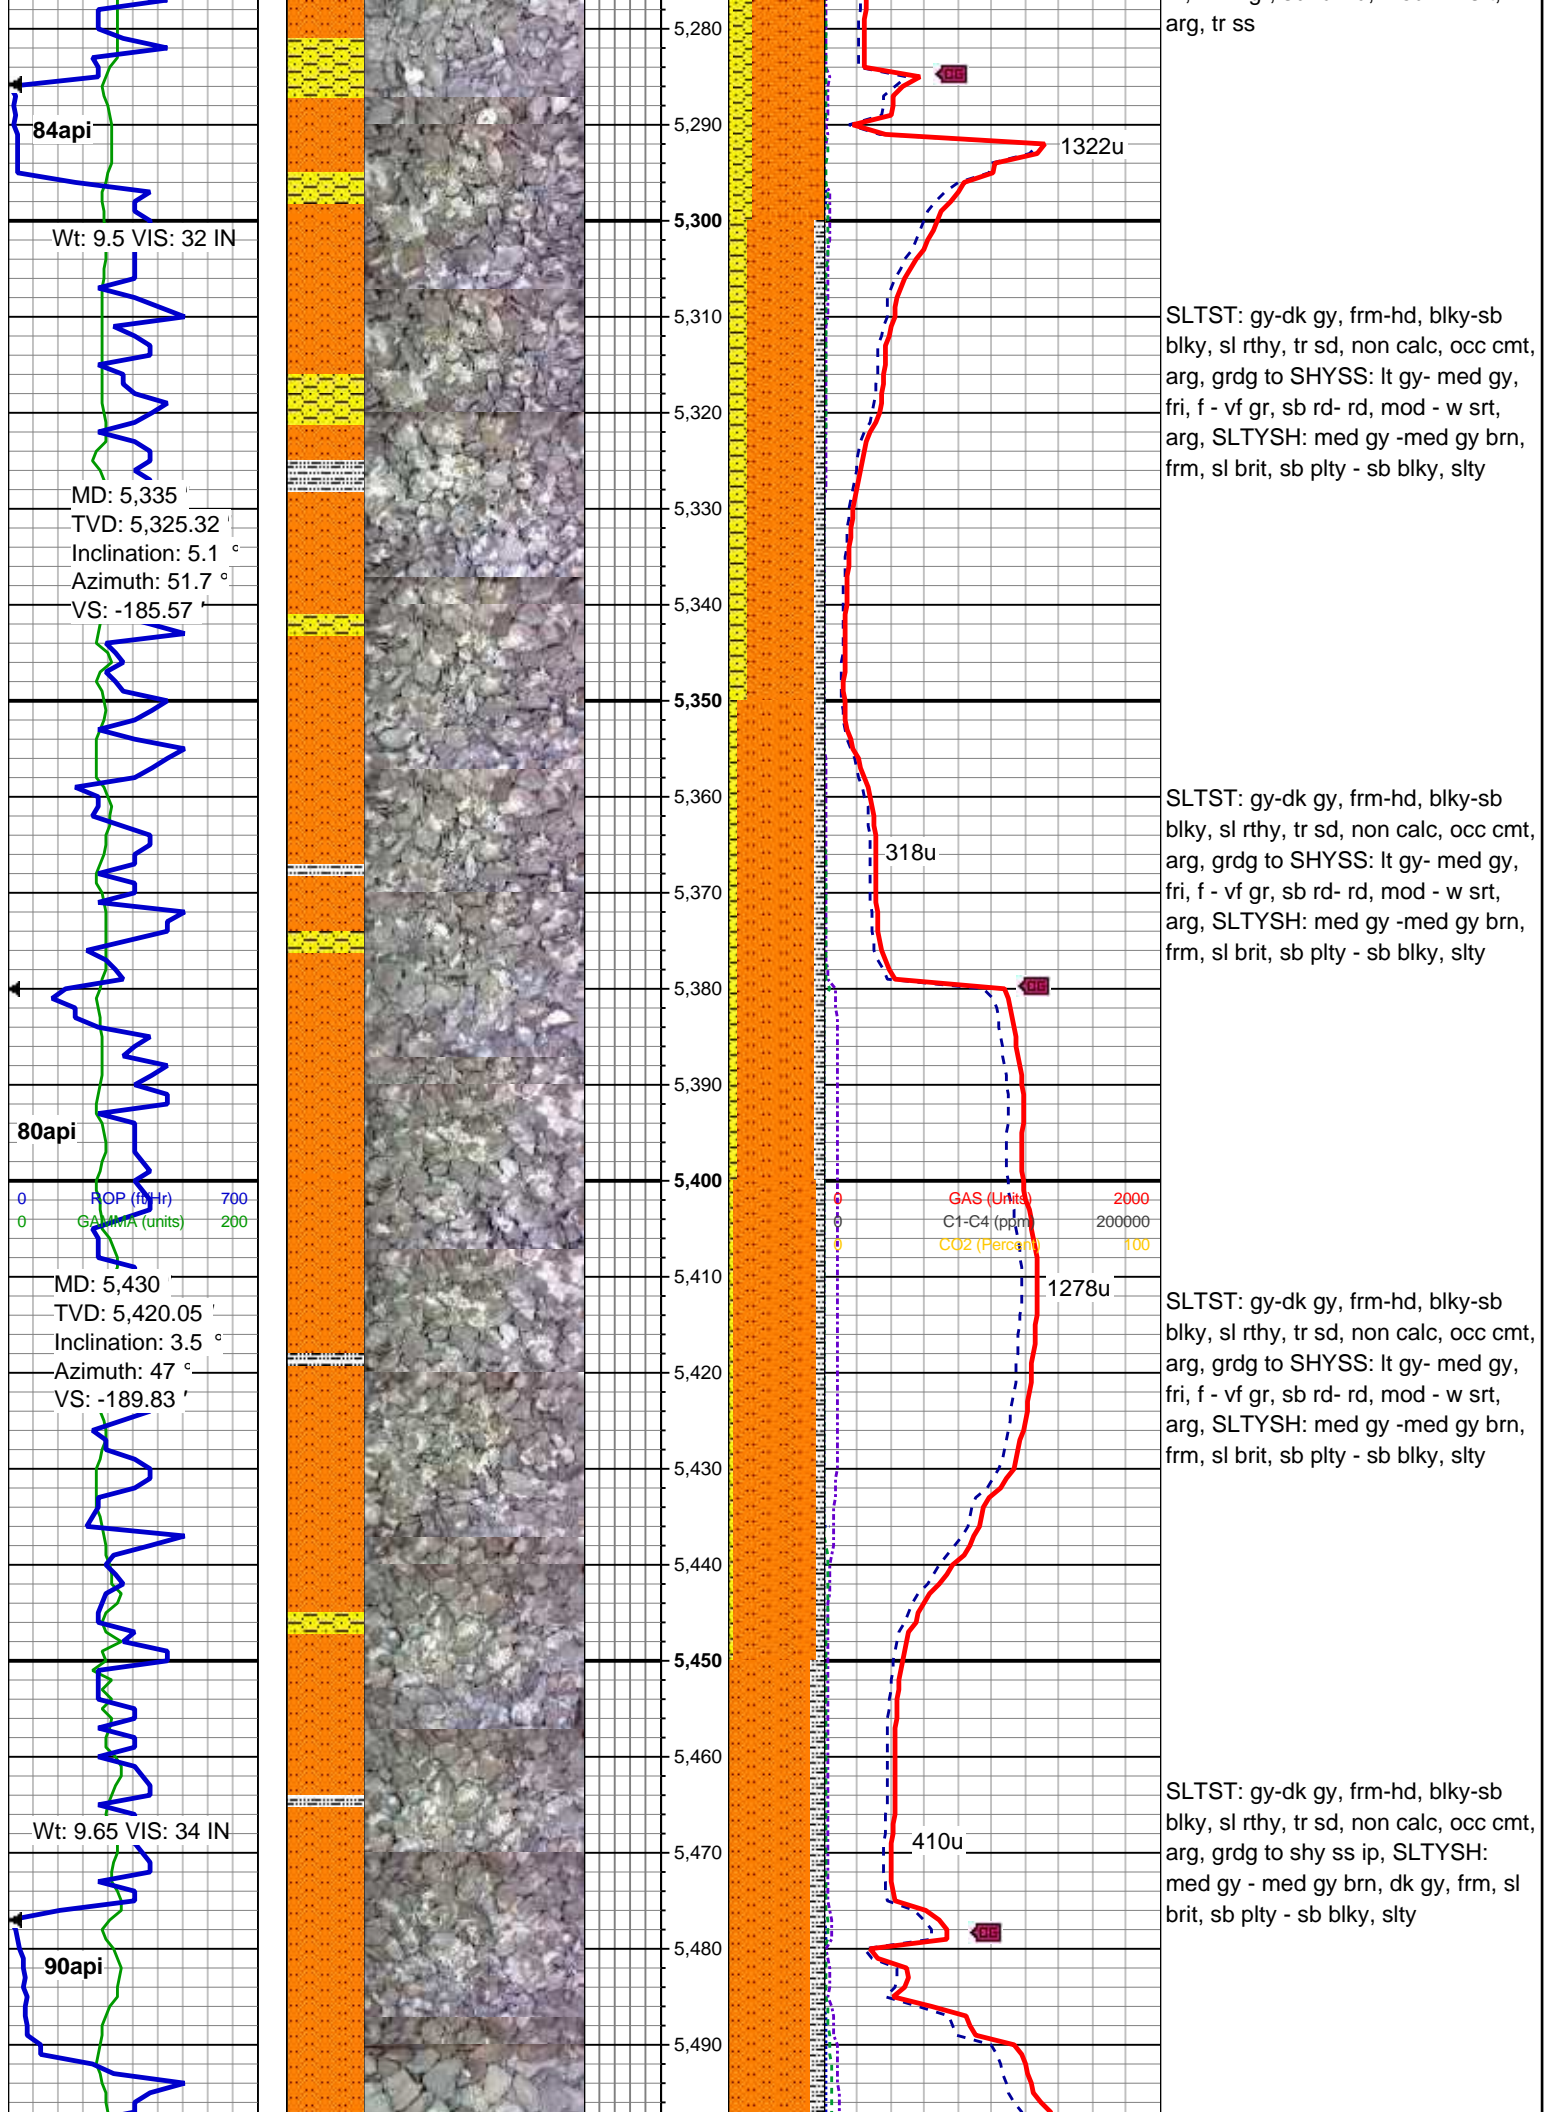 arg, tr ss
5,280
CG
84api
5,290
1322u
5,300
Wt: 9.5 VIS: 32 IN
5,310
SLTST: gy-dk gy, frm-hd, blky-sb
blky, sl rthy, tr sd, non calc, occ cmt,
arg, grdg to SHYSS: lt gy- med gy,
fri, f - vf gr, sb rd- rd, mod - w srt,
arg, SLTYSH: med gy -med gy brn,
frm, sl brit, sb plty - sb blky, slty
5,320
5,330
MD: 5,335 '
TVD: 5,325.32 '
Inclination: 5.1 °
Azimuth: 51.7 °
VS: -185.57 '
5,340
5,350
5,360
SLTST: gy-dk gy, frm-hd, blky-sb
blky, sl rthy, tr sd, non calc, occ cmt,
arg, grdg to SHYSS: lt gy- med gy,
fri, f - vf gr, sb rd- rd, mod - w srt,
arg, SLTYSH: med gy -med gy brn,
frm, sl brit, sb plty - sb blky, slty
318u
5,370
5,380
CG
5,390
80api
5,400
0 ROP (ft/Hr) 700
0 GAMMA (units) 200
0 GAS (Units) 2000
0 C1-C4 (ppm) 200000
0 CO2 (Percent) 100
5,410
1278u
MD: 5,430
TVD: 5,420.05 '
Inclination: 3.5 °
Azimuth: 47 °
VS: -189.83 '
SLTST: gy-dk gy, frm-hd, blky-sb
blky, sl rthy, tr sd, non calc, occ cmt,
arg, grdg to SHYSS: lt gy- med gy,
fri, f - vf gr, sb rd- rd, mod - w srt,
arg, SLTYSH: med gy -med gy brn,
frm, sl brit, sb plty - sb blky, slty
5,420
5,430
5,440
5,450
5,460
SLTST: gy-dk gy, frm-hd, blky-sb
blky, sl rthy, tr sd, non calc, occ cmt,
arg, grdg to shy ss ip, SLTYSH:
med gy - med gy brn, dk gy, frm, sl
brit, sb plty - sb blky, slty
Wt: 9.65 VIS: 34 IN
5,470
410u
CG
5,480
90api
5,490